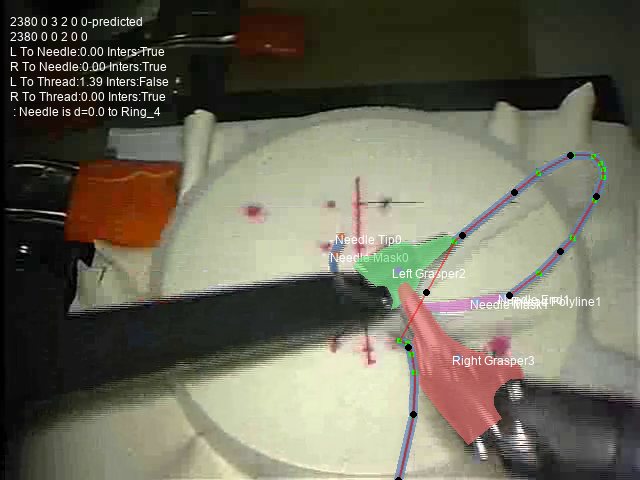 2380 0 3 2 0 0-predicted
2380 0 0 2 0 0
L To Needle:0.00 Inters:True
R To Needle:0.00 Inters:True
L To Thread:1.39 Inters:False
R To Thread:0.00 Inters:True
: Needle is d=0.0 to Ring_4
Needle Tip0
Needle Mask0
Left Grasper2
Needle End1
Polyline1
Needle Mask1
Right Grasper3